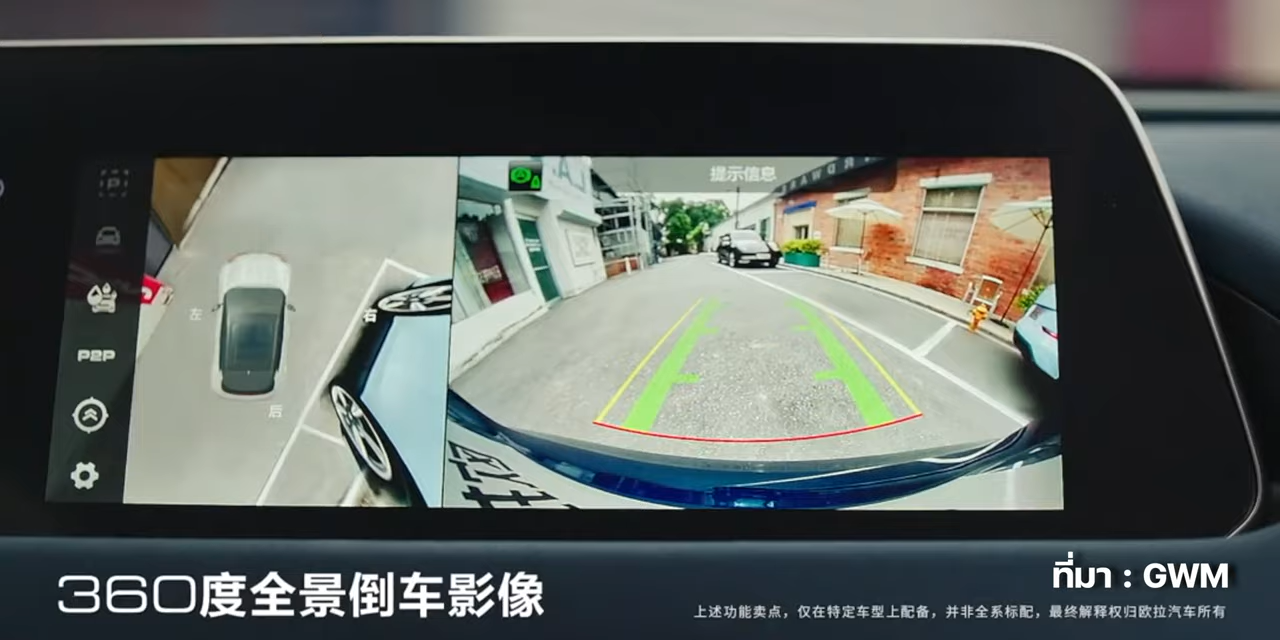 提示信息
左
右
后
P2P
360度全景倒车影像
ที่มา : GWM
上述功能卖点，仅在特定车型上配备，并非全系标配，最终解释权归欧拉汽车所有